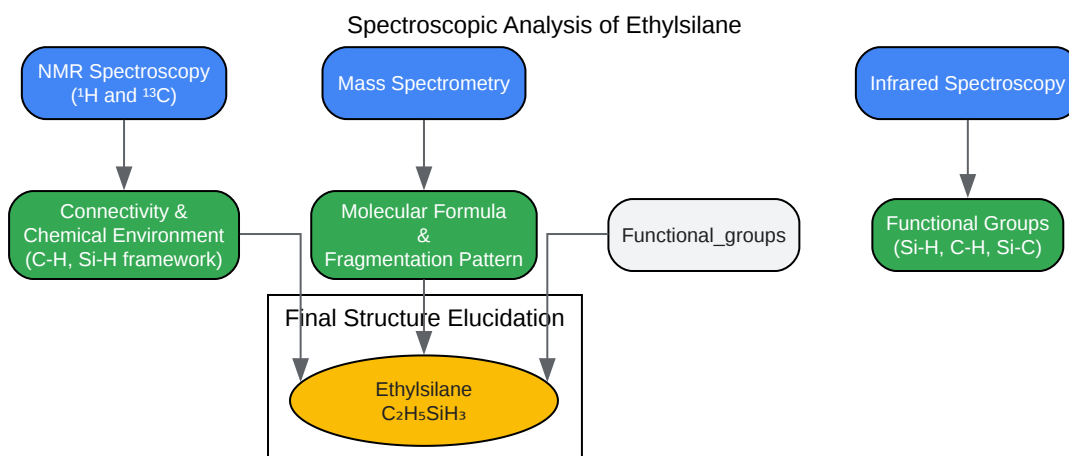 Spectroscopic Analysis of Ethylsilane
NMR Spectroscopy
(¹H and ¹³C)
Mass Spectrometry
Infrared Spectroscopy
Connectivity &
Chemical Environment
(C-H, Si-H framework)
Molecular Formula
&
Fragmentation Pattern
Functional_groups
Functional Groups
(Si-H, C-H, Si-C)
Final Structure Elucidation
Ethylsilane
C₂H₅SiH₃